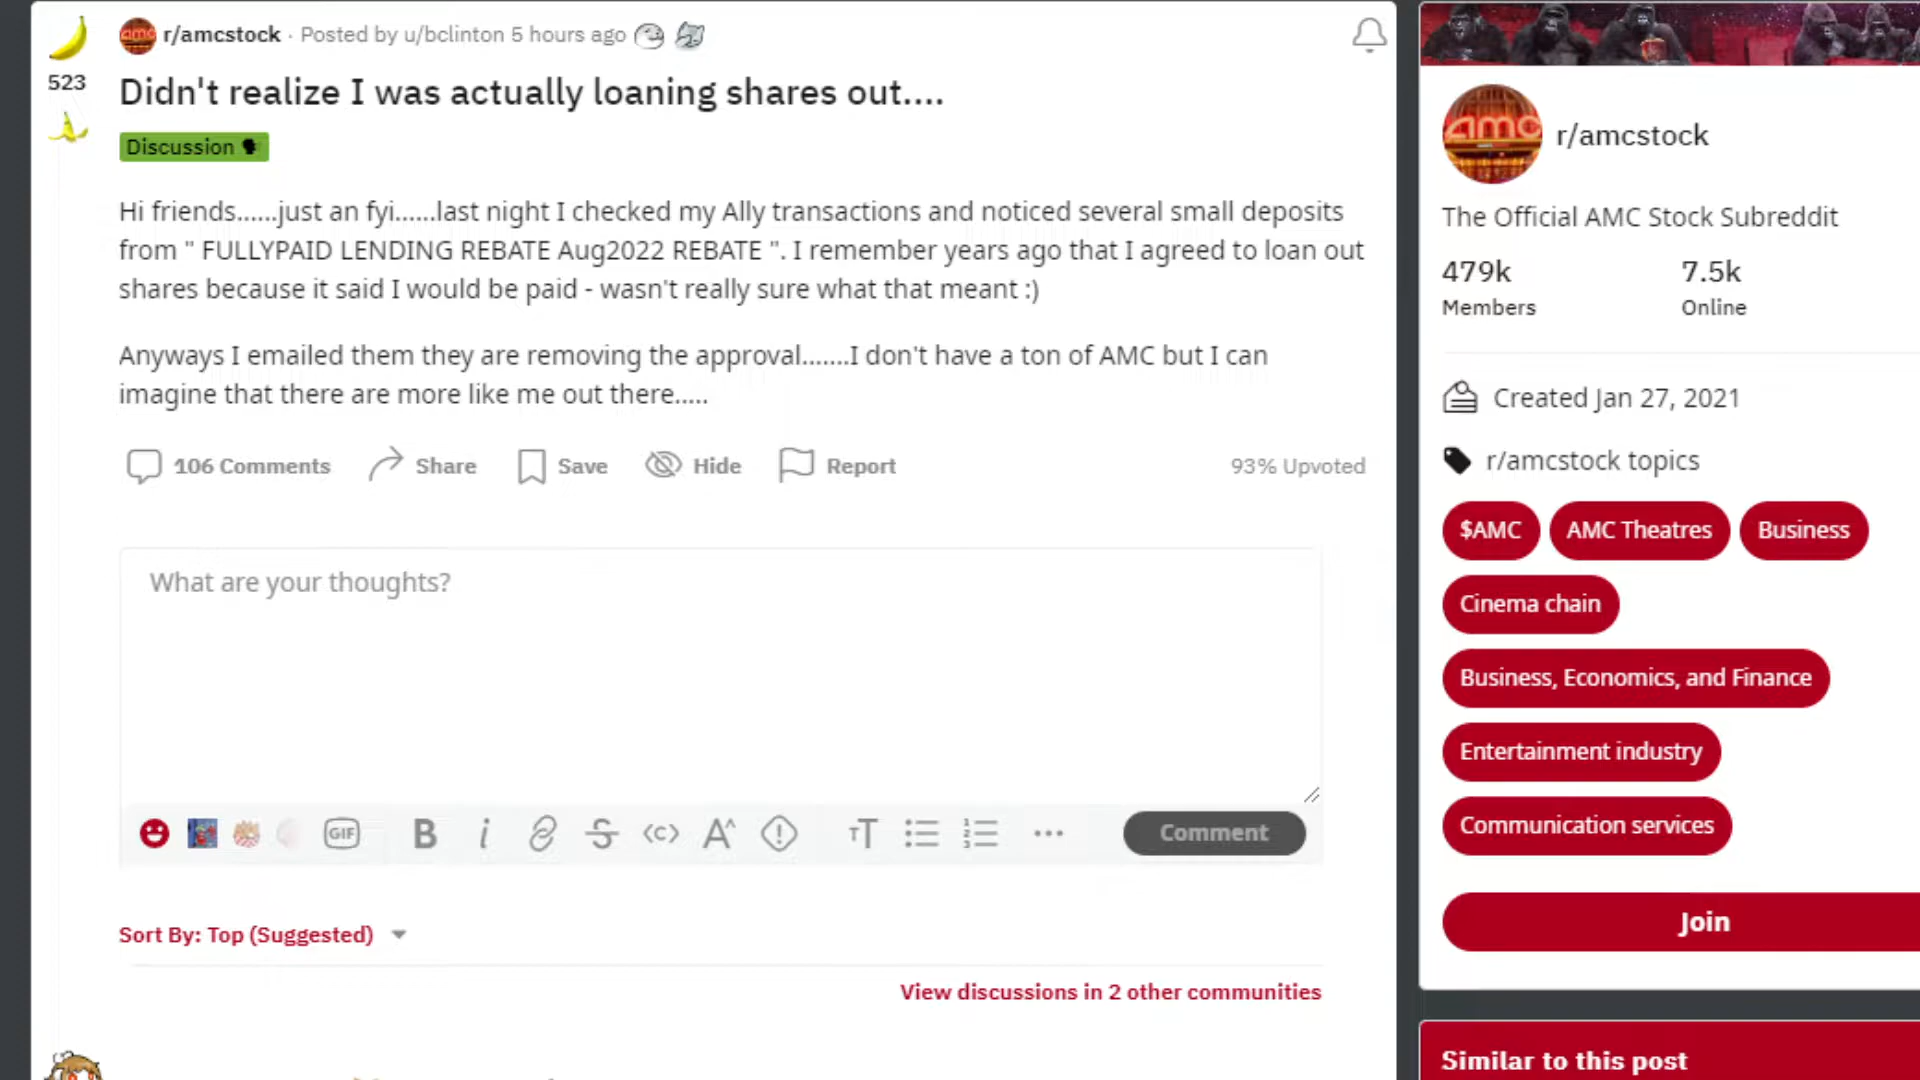 r/amcstock · Posted by u/bclinton 5 hours ago
523
Didn't realize I was actually loaning shares out....
Discussion
Hi friends......just an fyi......last night I checked my Ally transactions and noticed several small deposits
from " FULLYPAID LENDING REBATE Aug2022 REBATE ". I remember years ago that I agreed to loan out
shares because it said I would be paid - wasn't really sure what that meant :)
Anyways I emailed them they are removing the approval.......I don't have a ton of AMC but I can
imagine that there are more like me out there.....
106 Comments Share Save Hide Report 93% Upvoted
What are your thoughts?
GIF B i S <c> A^ TT ... Comment
Sort By: Top (Suggested)
View discussions in 2 other communities
amc r/amcstock
The Official AMC Stock Subreddit
479k 7.5k
Members Online
Created Jan 27, 2021
r/amcstock topics
$AMC AMC Theatres Business
Cinema chain
Business, Economics, and Finance
Entertainment industry
Communication services
Join
Similar to this post